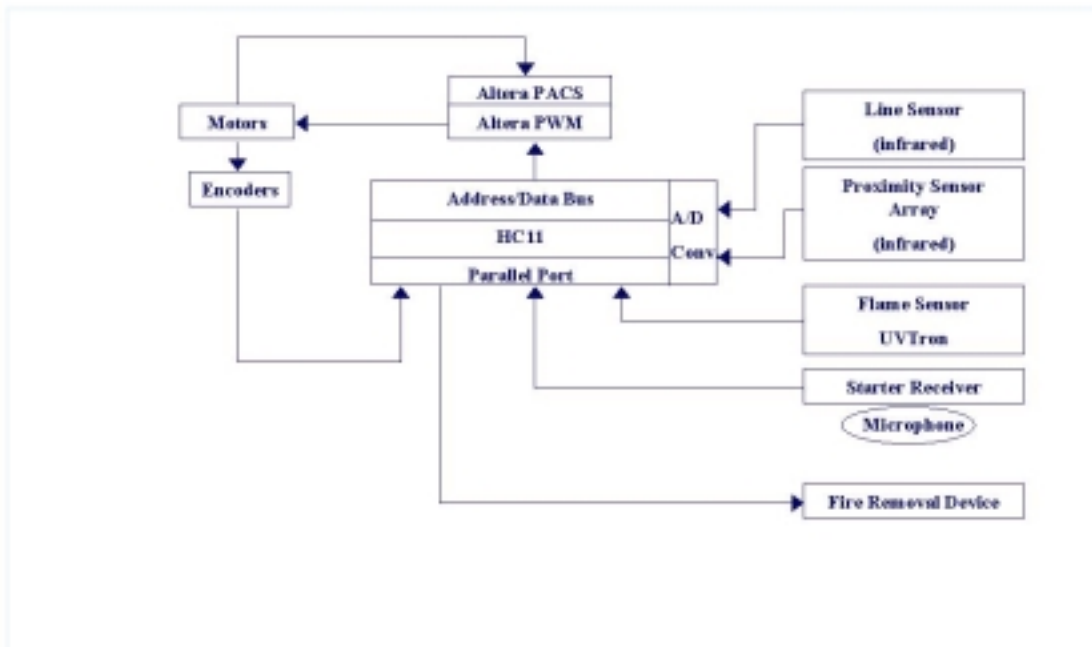 Altera PACS
Altera PWM
Motors
Encoders
Address/Data Bus
HC11
Parallel Port
A/D
Conv
Line Sensor
(infrared)
Proximity Sensor
Array
(infrared)
Flame Sensor
UVTron
Starter Receiver
Microphone
Fire Removal Device